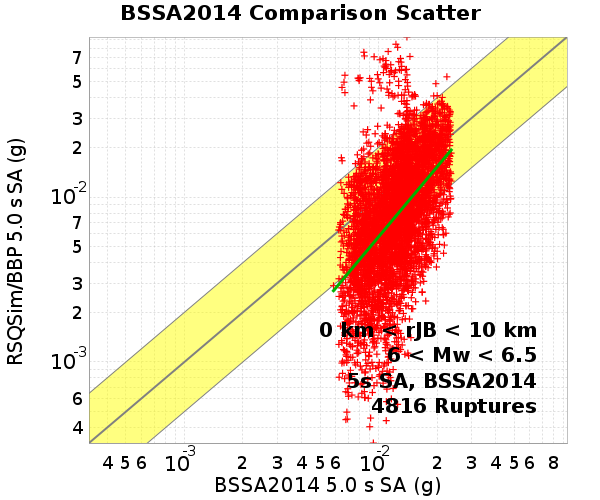 BSSA2014 Comparison Scatter
RSQSim/BBP 5.0 s SA (g)
7
5
3
2
10^-2
7
5
3
2
10^-3
6
4
0 km < rJB < 10 km
6 < Mw < 6.5
5s SA, BSSA2014
4816 Ruptures
4 5 6 10^-3 2 3 4 5 6 10^-2 2 3 4 5 6 8
BSSA2014 5.0 s SA (g)